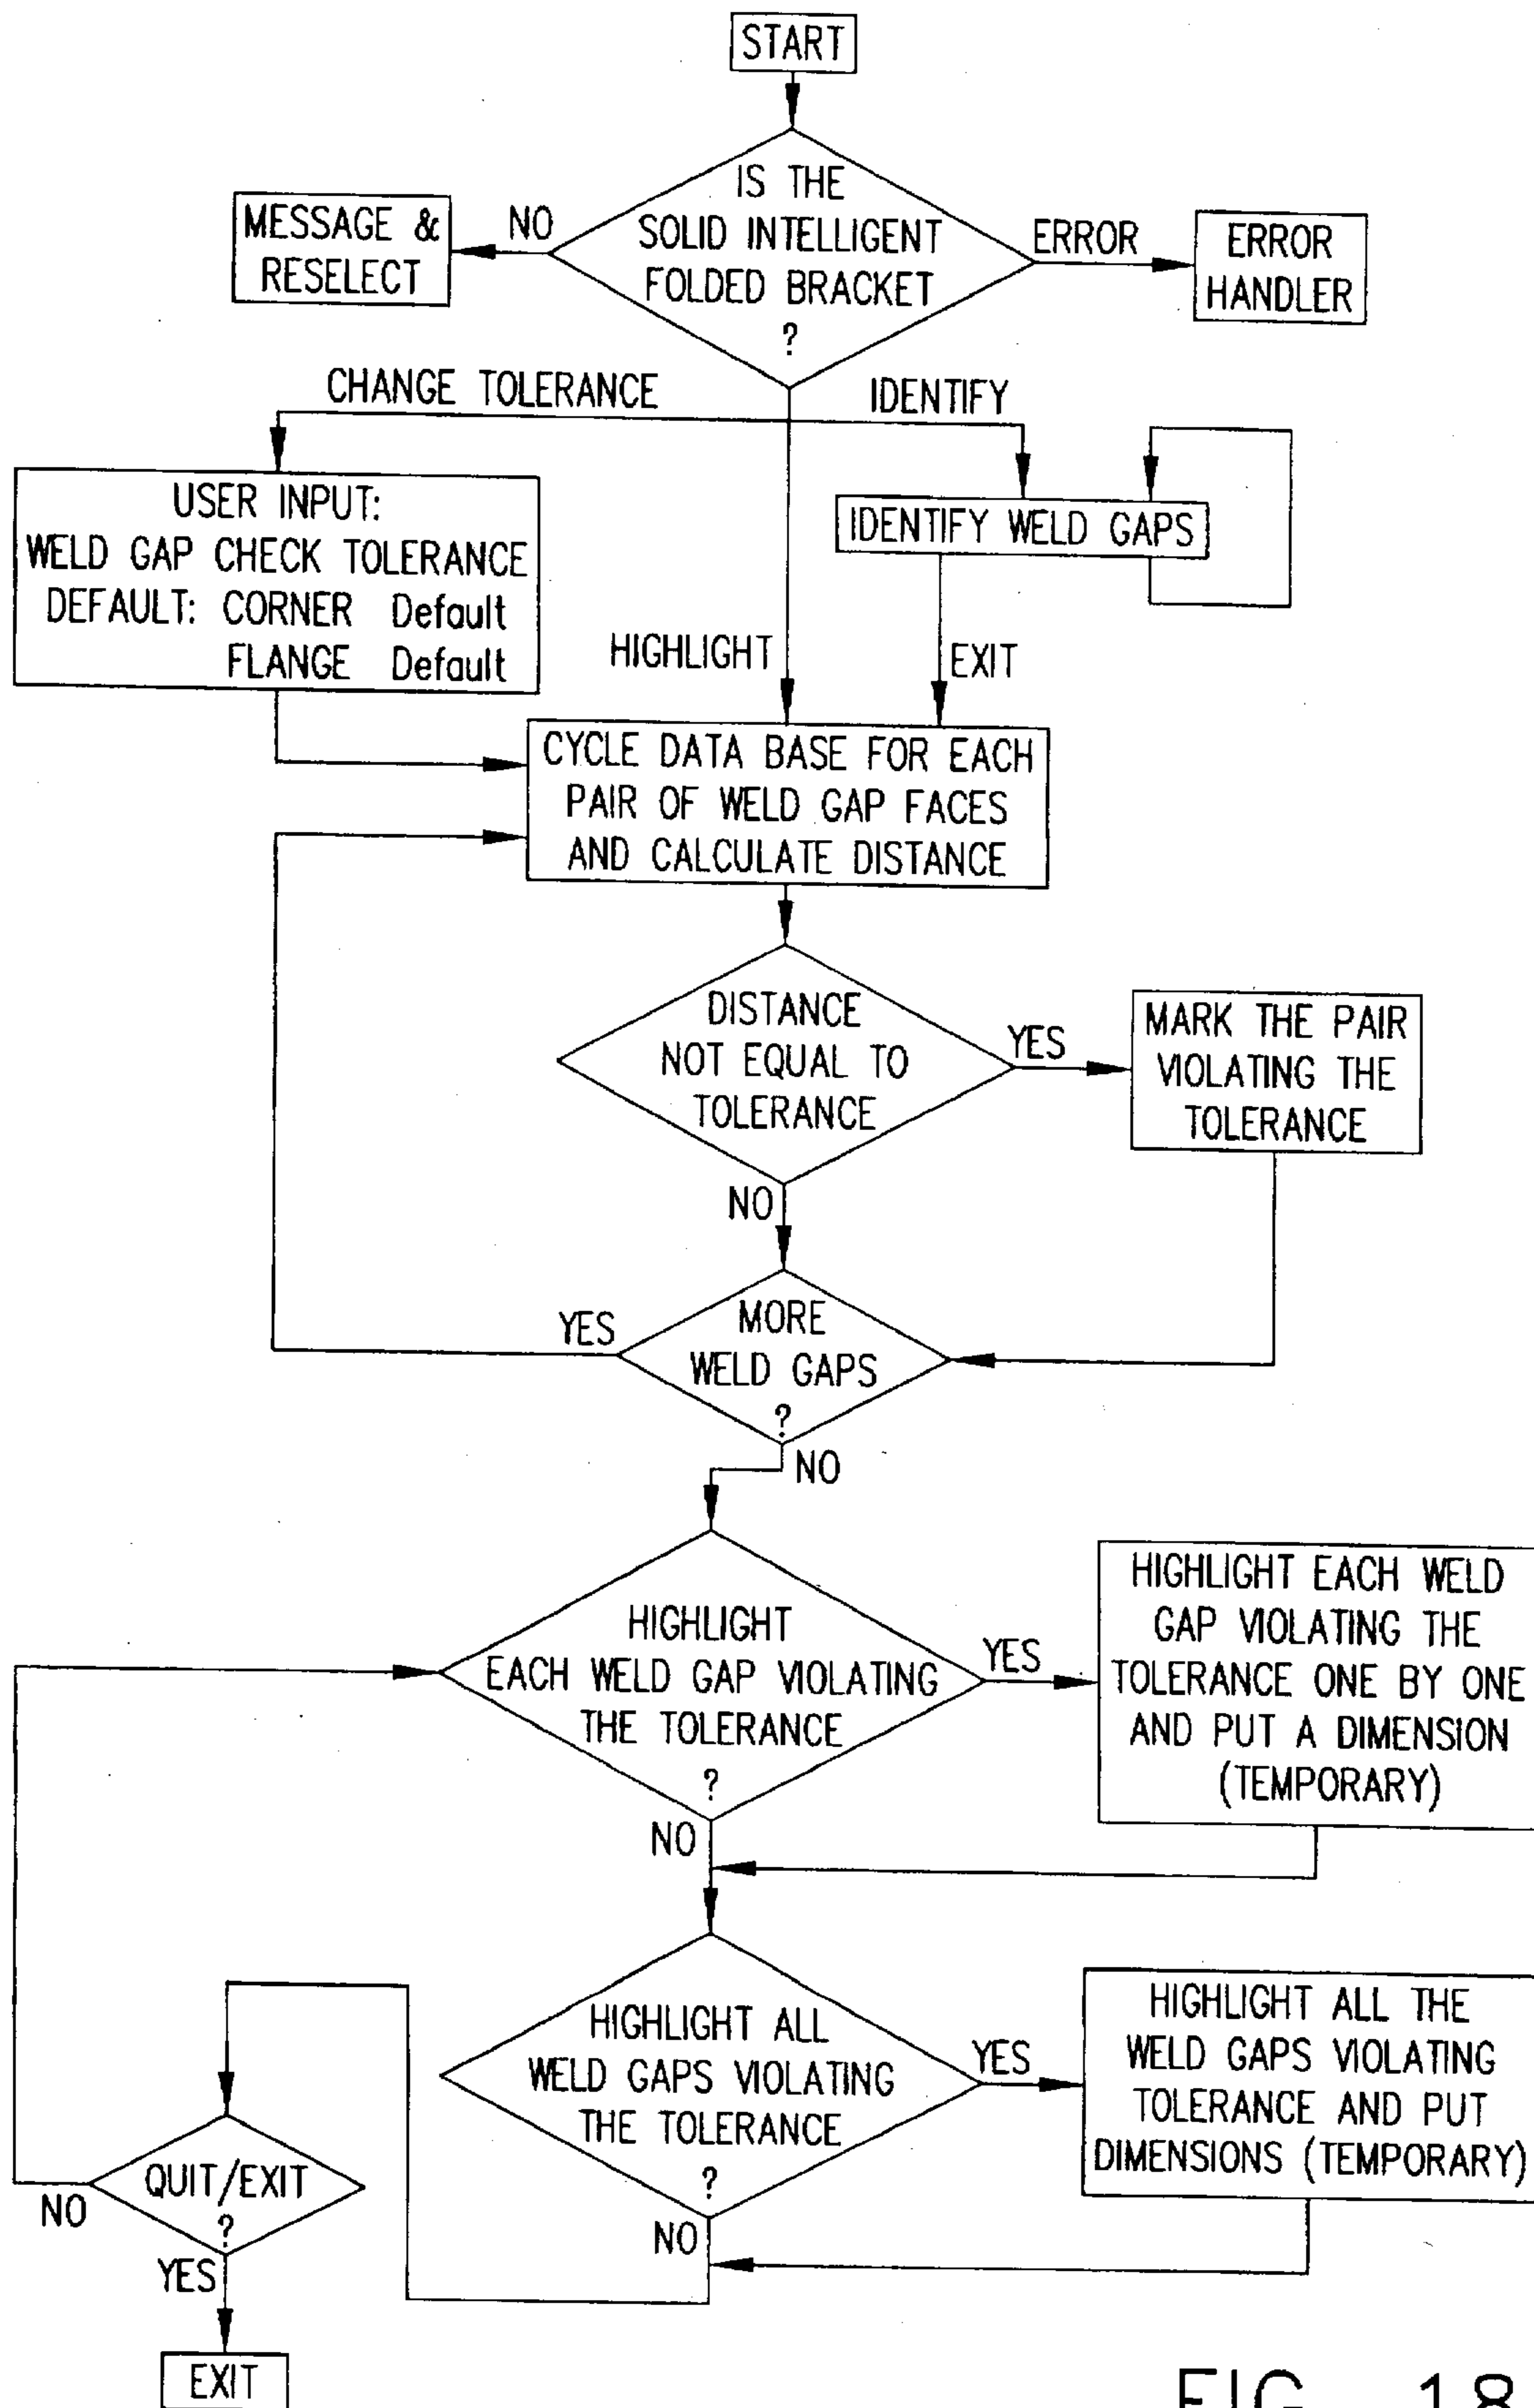 START
IS THE
SOLID INTELLIGENT
FOLDED BRACKET
?
NO
MESSAGE &
RESELECT
ERROR
ERROR
HANDLER
CHANGE TOLERANCE
IDENTIFY
USER INPUT:
WELD GAP CHECK TOLERANCE
DEFAULT: CORNER Default
FLANGE Default
IDENTIFY WELD GAPS
HIGHLIGHT
EXIT
CYCLE DATA BASE FOR EACH
PAIR OF WELD GAP FACES
AND CALCULATE DISTANCE
DISTANCE
NOT EQUAL TO
TOLERANCE
YES
MARK THE PAIR
VIOLATING THE
TOLERANCE
NO
MORE
WELD GAPS
?
YES
NO
HIGHLIGHT
EACH WELD GAP VIOLATING
THE TOLERANCE
?
YES
HIGHLIGHT EACH WELD
GAP VIOLATING THE
TOLERANCE ONE BY ONE
AND PUT A DIMENSION
(TEMPORARY)
NO
HIGHLIGHT ALL
WELD GAPS VIOLATING
THE TOLERANCE
?
YES
HIGHLIGHT ALL THE
WELD GAPS VIOLATING
TOLERANCE AND PUT
DIMENSIONS (TEMPORARY)
NO
QUIT/EXIT
?
NO
YES
EXIT
FIG. 18